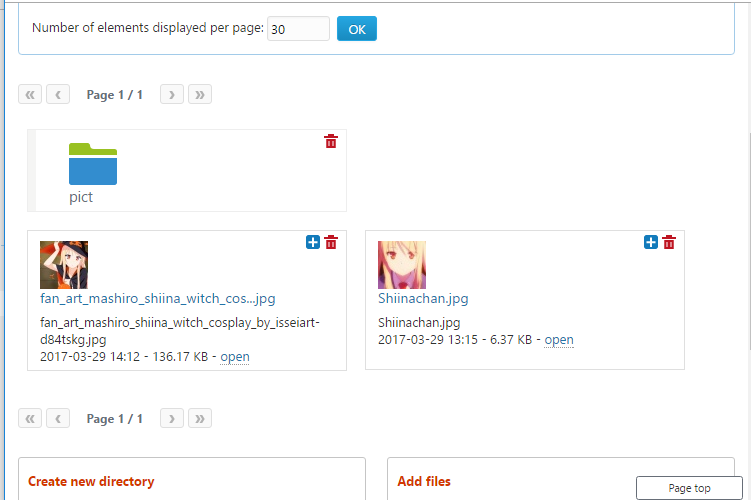 Number of elements displayed per page: 30 OK
« ‹ Page 1 / 1 › »
pict
fan_art_mashiro_shiina_witch_cos...jpg
fan_art_mashiro_shiina_witch_cosplay_by_isseiart-
d84tskg.jpg
2017-03-29 14:12 - 136.17 KB - open
Shiinachan.jpg
Shiinachan.jpg
2017-03-29 13:15 - 6.37 KB - open
« ‹ Page 1 / 1 › »
Create new directory
Add files
Page top